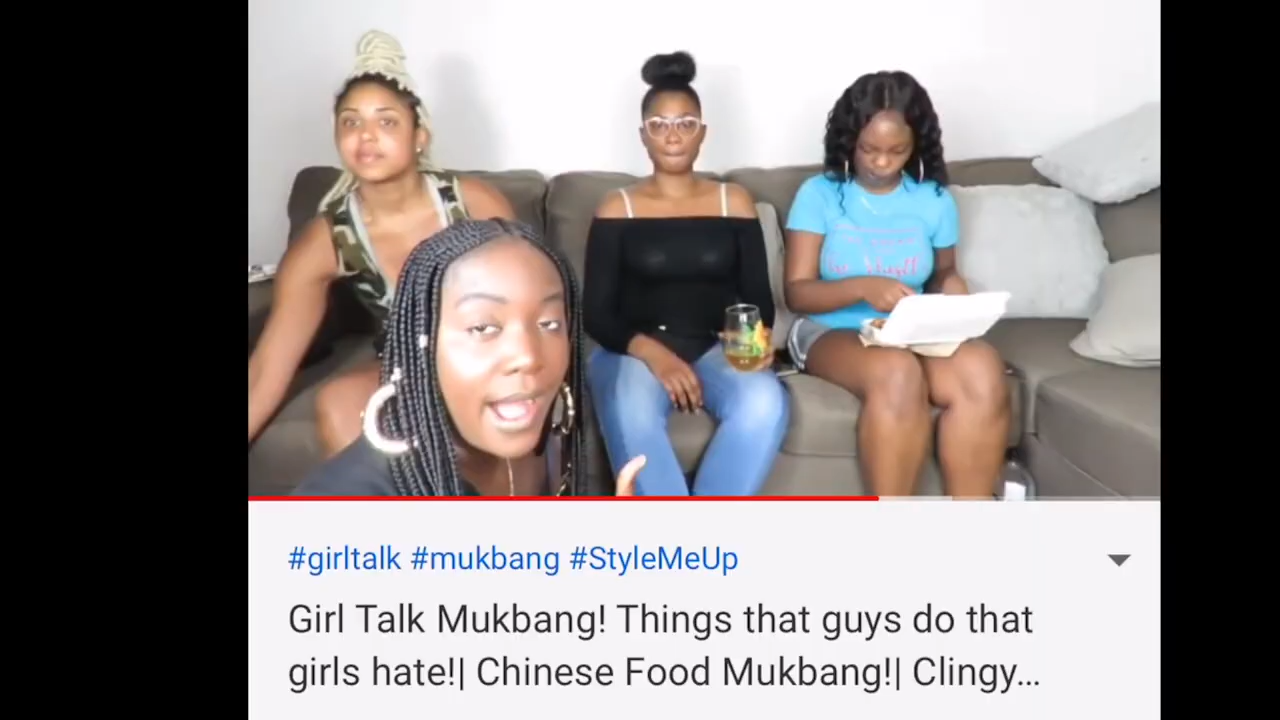 #girltalk #mukbang #StyleMeUp
Girl Talk Mukbang! Things that guys do that
girls hate!| Chinese Food Mukbang!| Clingy...